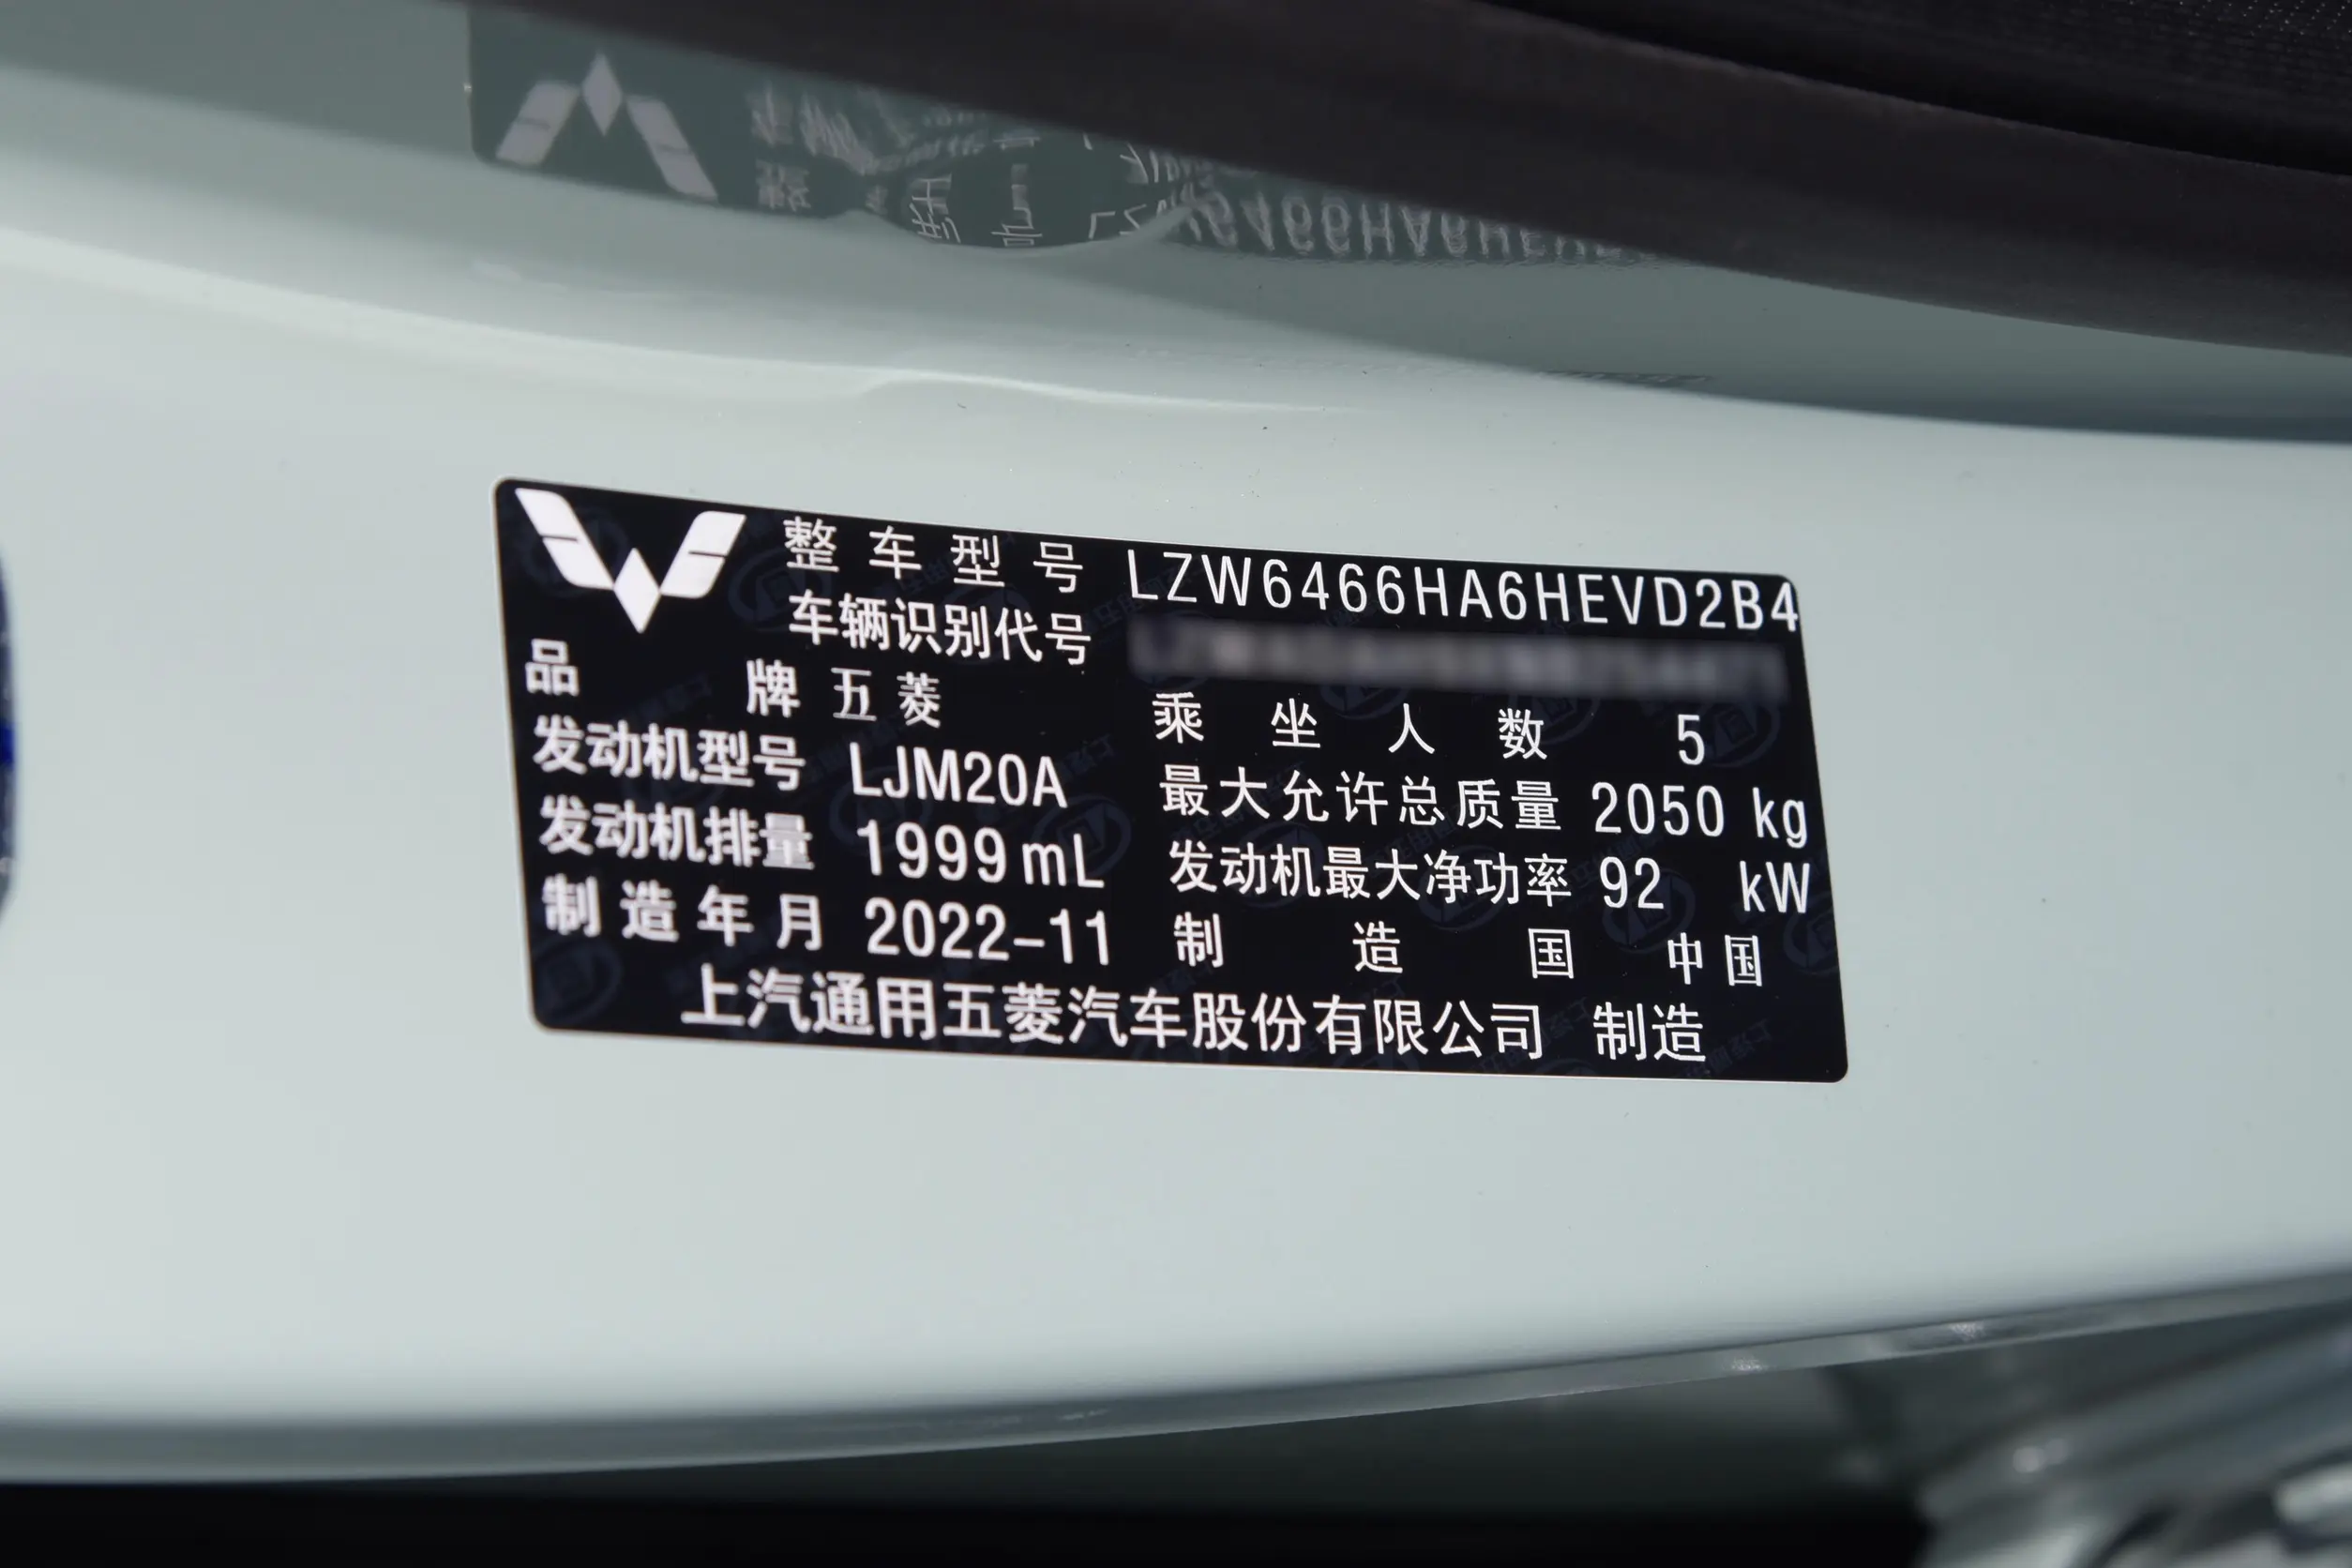 整车型号 LZW6466HA6HEVD2B4
车辆识别代号
品牌 五菱 乘坐人数 5
发动机型号 LJM20A 最大允许总质量 2050 kg
发动机排量 1999 mL 发动机最大净功率 92 kW
制造年月 2022-11 制造国 中国
上汽通用五菱汽车股份有限公司 制造